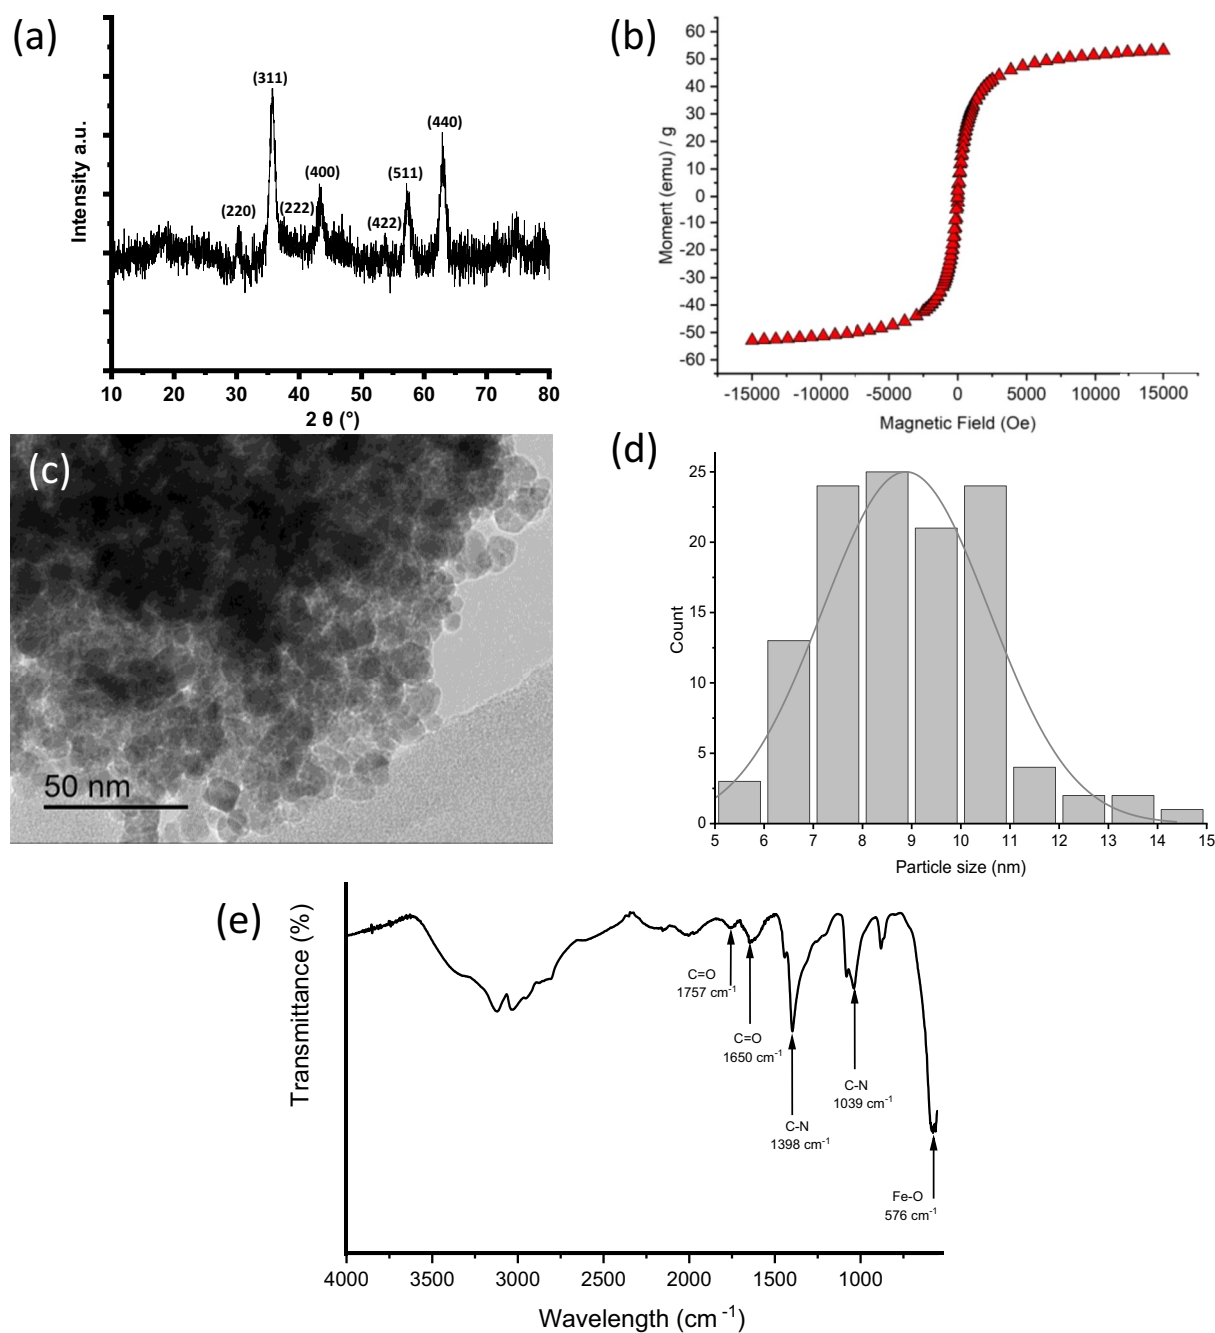 (a)
Intensity a.u.
(220)
(311)
(222)
(400)
(422)
(511)
(440)
10 20 30 40 50 60 70 80
2 θ (°)
(b)
Moment (emu) / g
60
50
40
30
20
10
0
-10
-20
-30
-40
-50
-60
-15000 -10000 -5000 0 5000 10000 15000
Magnetic Field (Oe)
(c)
50 nm
(d)
Count
25
20
15
10
5
0
5 6 7 8 9 10 11 12 13 14 15
Particle size (nm)
(e)
Transmittance (%)
C=O
1757 cm-1
C=O
1650 cm-1
C-N
1398 cm-1
C-N
1039 cm-1
Fe-O
576 cm-1
4000 3500 3000 2500 2000 1500 1000
Wavelength (cm -1)